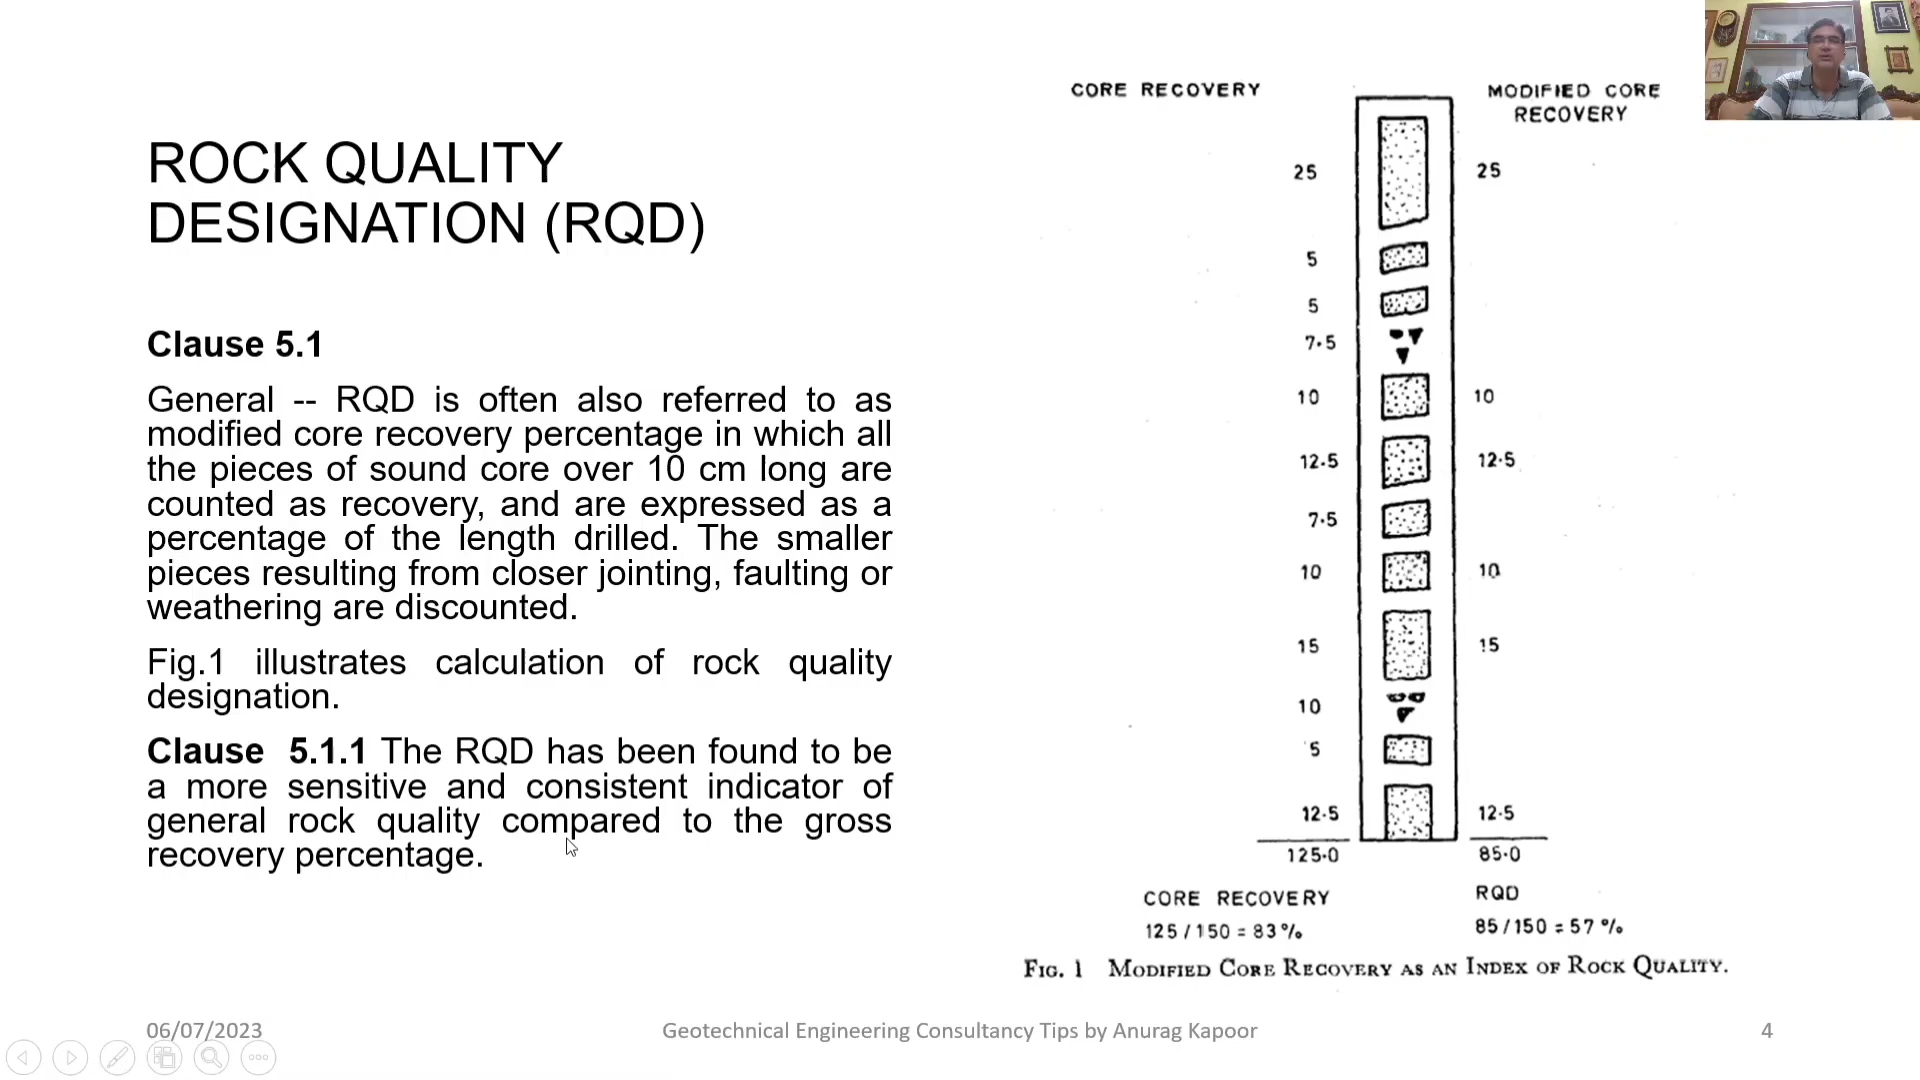 ROCK QUALITY
DESIGNATION (RQD)
Clause 5.1
General -- RQD is often also referred to as
modified core recovery percentage in which all
the pieces of sound core over 10 cm long are
counted as recovery, and are expressed as a
percentage of the length drilled. The smaller
pieces resulting from closer jointing, faulting or
weathering are discounted.
Fig.1 illustrates calculation of rock quality
designation.
Clause 5.1.1 The RQD has been found to be
a more sensitive and consistent indicator of
general rock quality compared to the gross
recovery percentage.
CORE RECOVERY
MODIFIED CORE
RECOVERY
25 25
5
5
7.5
10 10
12.5 12.5
7.5
10 10
15 15
10
5
12.5 12.5
125.0 85.0
CORE RECOVERY
125/150 = 83%
RQD
85/150 = 57%
FIG. 1 MODIFIED CORE RECOVERY AS AN INDEX OF ROCK QUALITY.
06/07/2023
Geotechnical Engineering Consultancy Tips by Anurag Kapoor
4